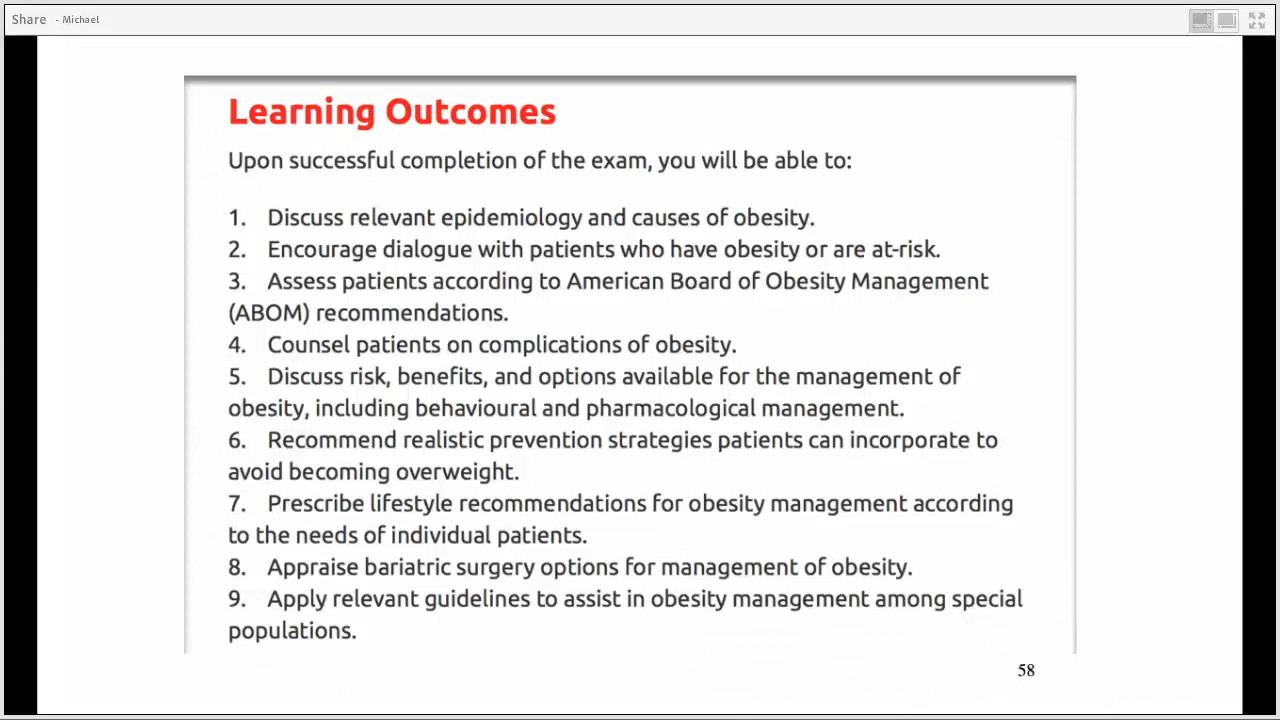 Share - Michael
Learning Outcomes
Upon successful completion of the exam, you will be able to:
1. Discuss relevant epidemiology and causes of obesity.
2. Encourage dialogue with patients who have obesity or are at-risk.
3. Assess patients according to American Board of Obesity Management
(ABOM) recommendations.
4. Counsel patients on complications of obesity.
5. Discuss risk, benefits, and options available for the management of
obesity, including behavioural and pharmacological management.
6. Recommend realistic prevention strategies patients can incorporate to
avoid becoming overweight.
7. Prescribe lifestyle recommendations for obesity management according
to the needs of individual patients.
8. Appraise bariatric surgery options for management of obesity.
9. Apply relevant guidelines to assist in obesity management among special
populations.
58